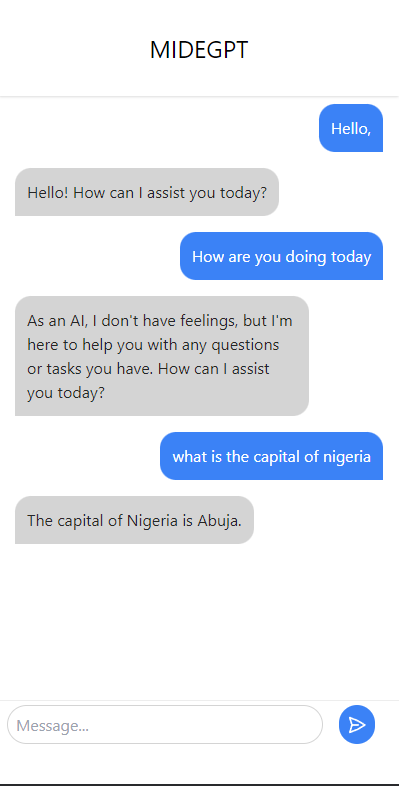 MIDEGPT
Hello,
Hello! How can I assist you today?
How are you doing today
As an AI, I don't have feelings, but I'm
here to help you with any questions
or tasks you have. How can I assist
you today?
what is the capital of nigeria
The capital of Nigeria is Abuja.
Message...